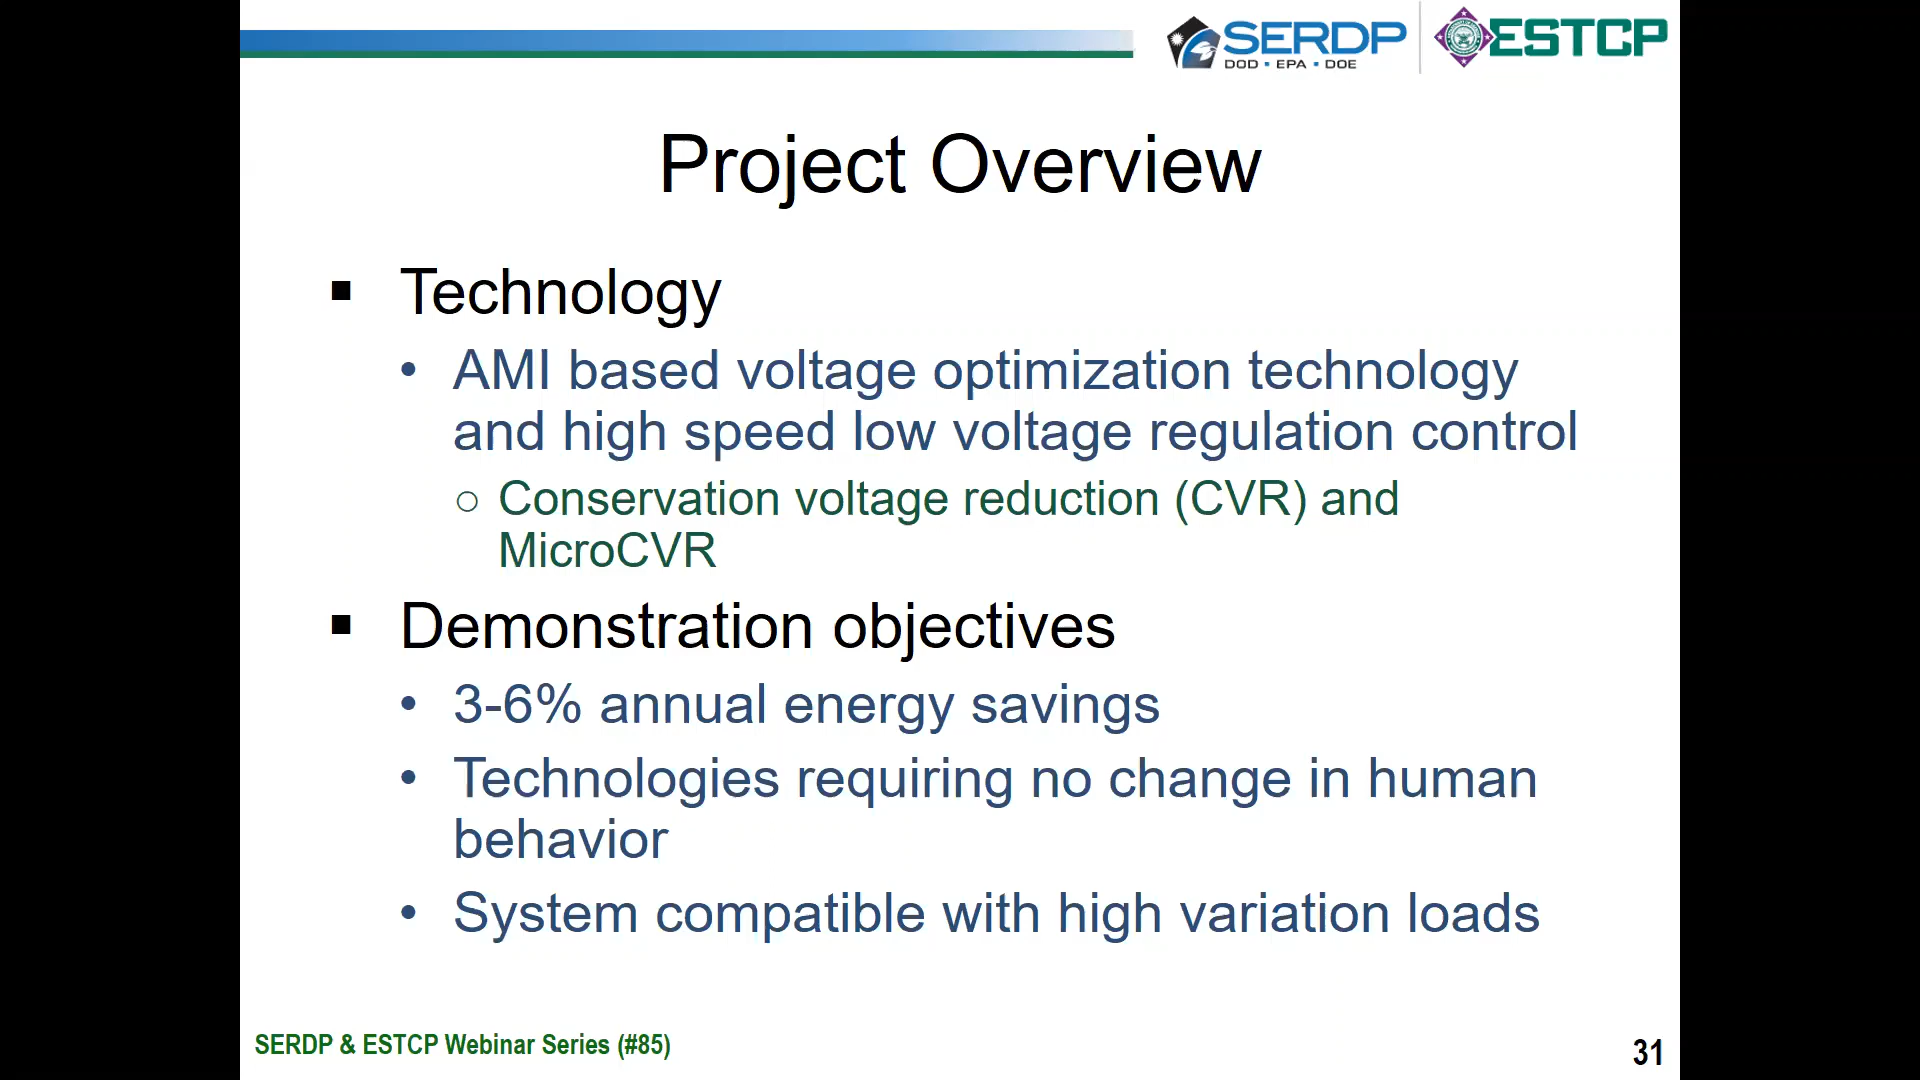 SERDP
DOD ▪ EPA ▪ DOE
ESTCP
Project Overview
▪ Technology
• AMI based voltage optimization technology
and high speed low voltage regulation control
○ Conservation voltage reduction (CVR) and
MicroCVR
▪ Demonstration objectives
• 3-6% annual energy savings
• Technologies requiring no change in human
behavior
• System compatible with high variation loads
SERDP & ESTCP Webinar Series (#85)
31